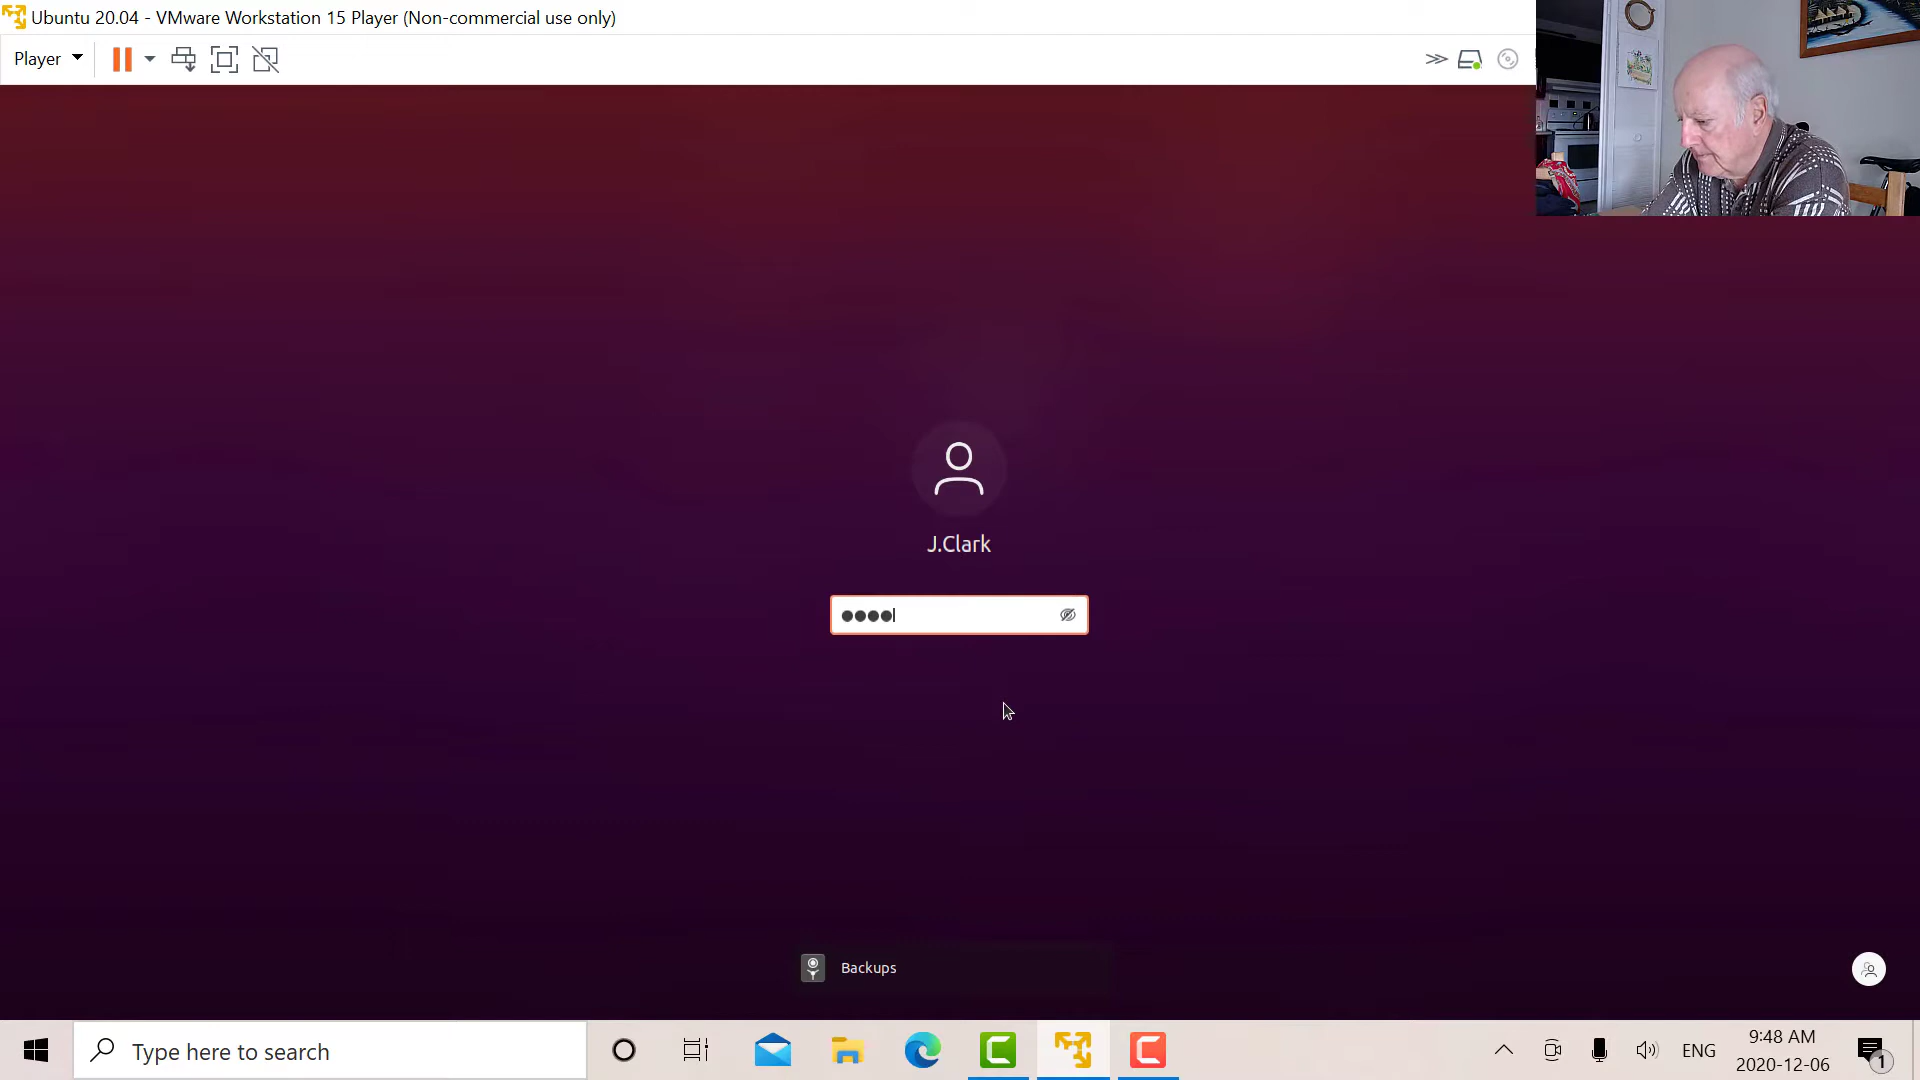 Ubuntu 20.04 - VMware Workstation 15 Player (Non-commercial use only)
Player
J.Clark
Backups
Type here to search
ENG
9:48 AM
2020-12-06
1